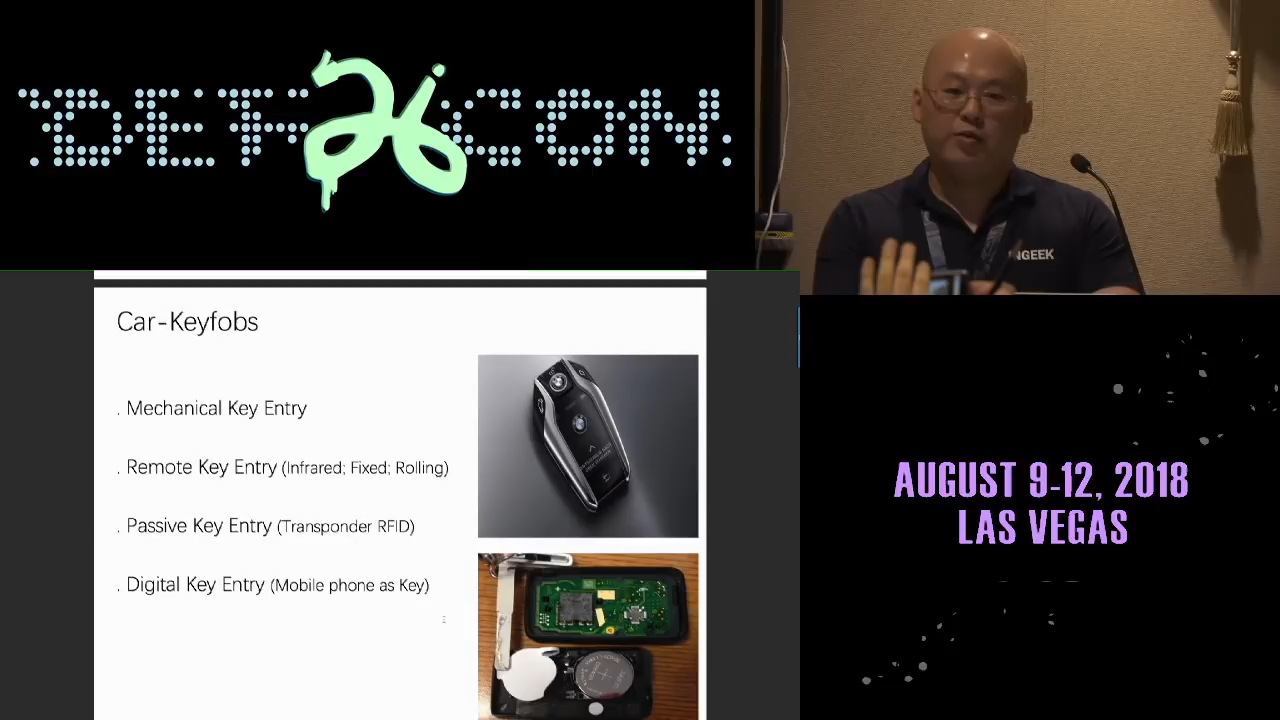 DEF CON
26
NGEEK
Car-Keyfobs
. Mechanical Key Entry
. Remote Key Entry (Infrared; Fixed; Rolling)
. Passive Key Entry (Transponder RFID)
. Digital Key Entry (Mobile phone as Key)
AUGUST 9-12, 2018
LAS VEGAS